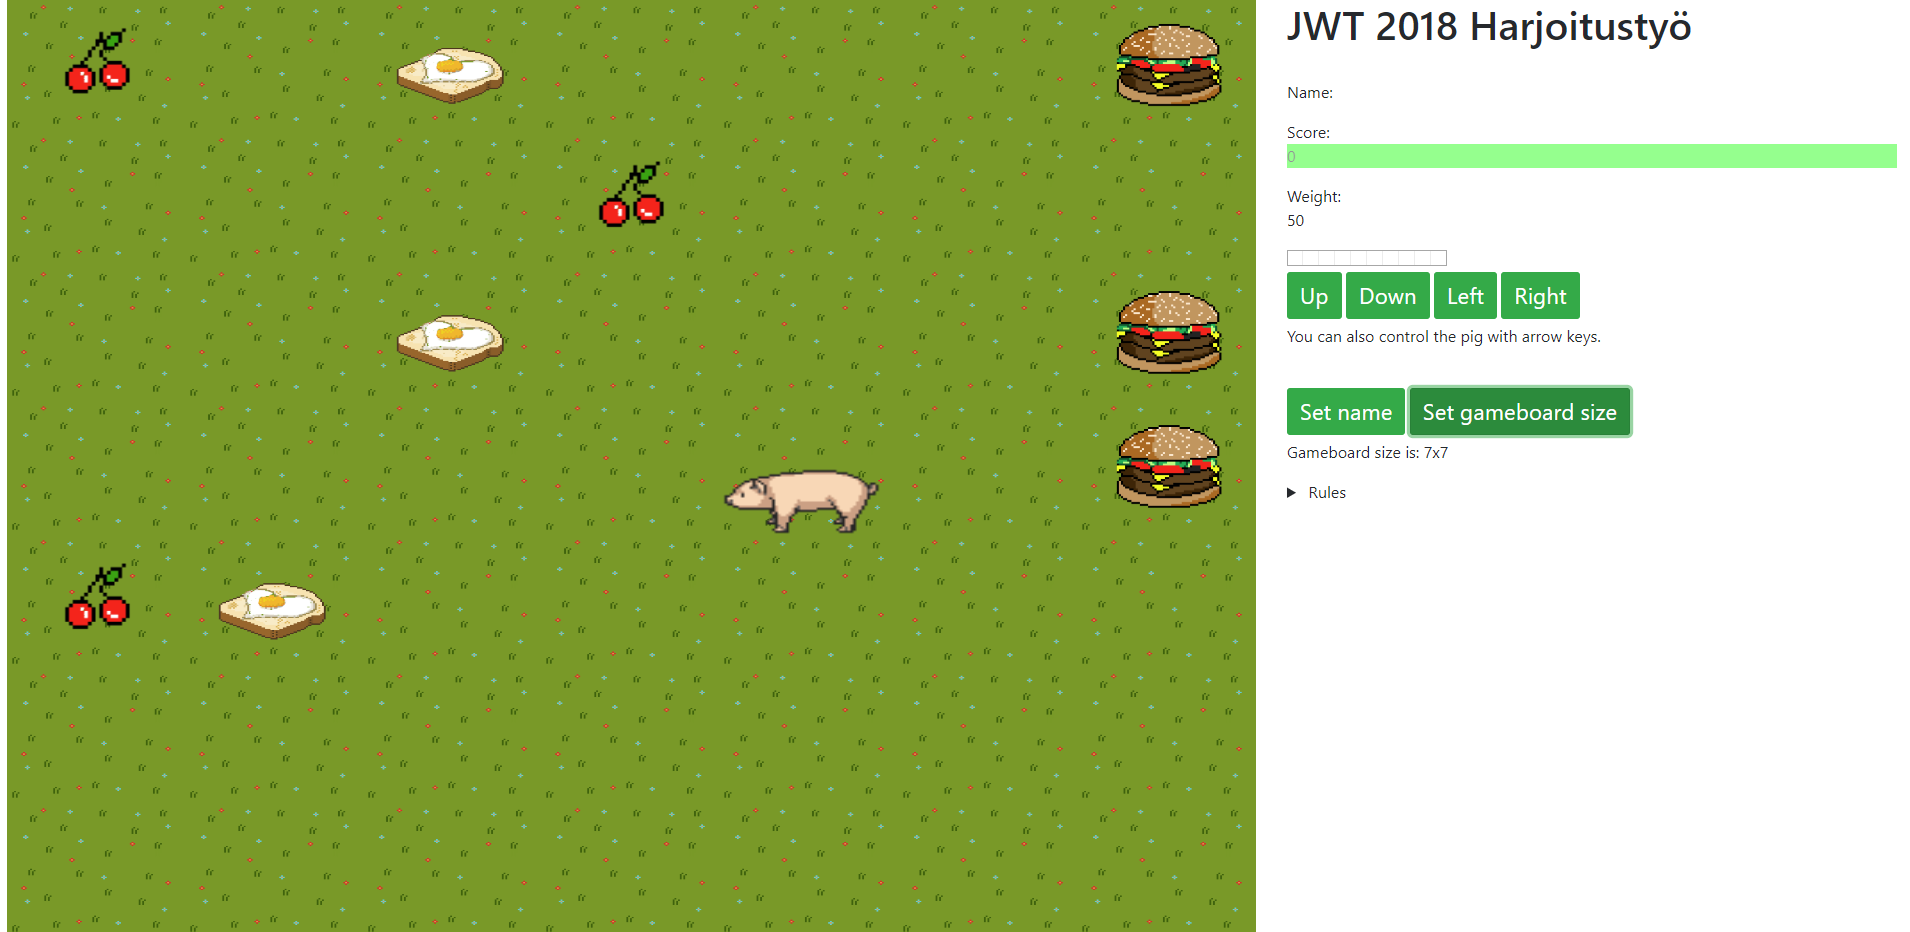 JWT 2018 Harjoitustyö
Name:
Score:
0
Weight:
50
Up Down Left Right
You can also control the pig with arrow keys.
Set name Set gameboard size
Gameboard size is: 7x7
Rules